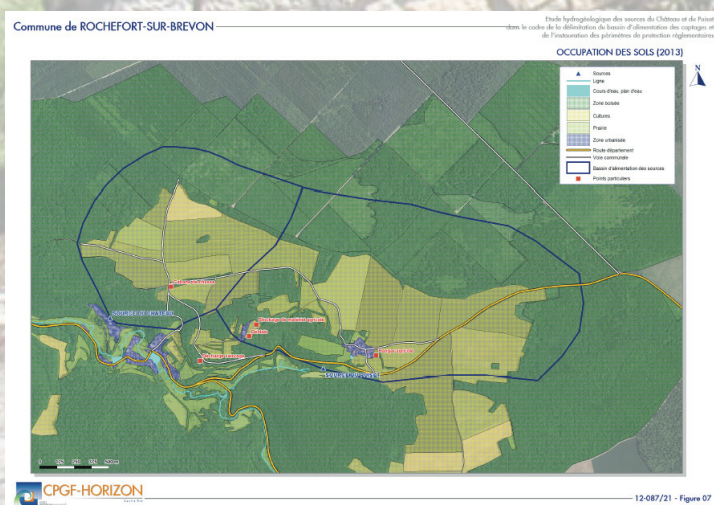 Commune de ROCHEFORT-SUR-BREVON
Etude hydrogéologique des sources du Château et du Puiset
dans le cadre de la délimitation du bassin d'alimentation des captages et
de l'instauration des périmètres de protection réglementaires
OCCUPATION DES SOLS (2013)
N
Sources
Ligne
Cours d'eau, plan d'eau
Zone boisée
Cultures
Prairie
Zone urbanisée
Route département
Voie communale
Bassin d'alimentation des sources
Points particuliers
SOURCE DU CHATEAU
CPGF-HORIZON
12-087/21 - Figure 07